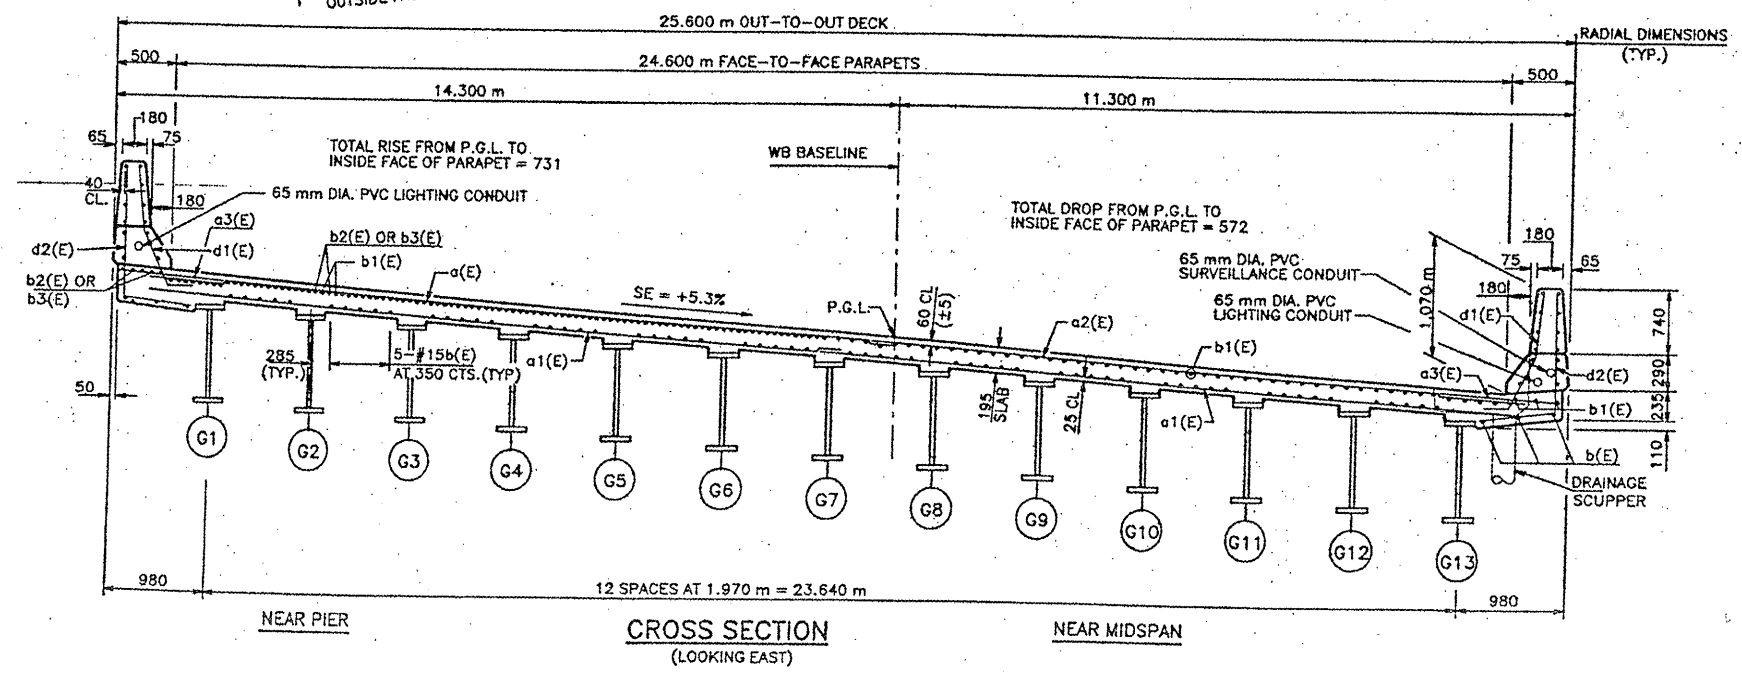 OUTSIDE
25.600 m OUT-TO-OUT DECK
RADIAL DIMENSIONS
(TYP.)
500
24.600 m FACE-TO-FACE PARAPETS
500
14.300 m
11.300 m
180
65
75
TOTAL RISE FROM P.G.L. TO
INSIDE FACE OF PARAPET = 731
WB BASELINE
40
CL.
65 mm DIA. PVC LIGHTING CONDUIT
180
a3(E)
TOTAL DROP FROM P.G.L. TO
INSIDE FACE OF PARAPET = 572
180
d2(E)
d1(E)
b2(E) OR b3(E)
b1(E)
a(E)
65 mm DIA. PVC
SURVEILLANCE CONDUIT
75
65
b2(E) OR
b3(E)
SE = +5.3%
P.G.L.
60 CL
(±5)
a2(E)
65 mm DIA. PVC
LIGHTING CONDUIT
1.070 m
180
d1(E)
740
285
(TYP.)
5-#15b(E)
AT 350 CTS.(TYP)
a1(E)
b1(E)
a3(E)
d2(E)
290
50
195
SLAB
25 CL
a1(E)
b1(E)
235
110
b(E)
DRAINAGE
SCUPPER
G1
G2
G3
G4
G5
G6
G7
G8
G9
G10
G11
G12
G13
980
12 SPACES AT 1.970 m = 23.640 m
980
NEAR PIER
CROSS SECTION
(LOOKING EAST)
NEAR MIDSPAN